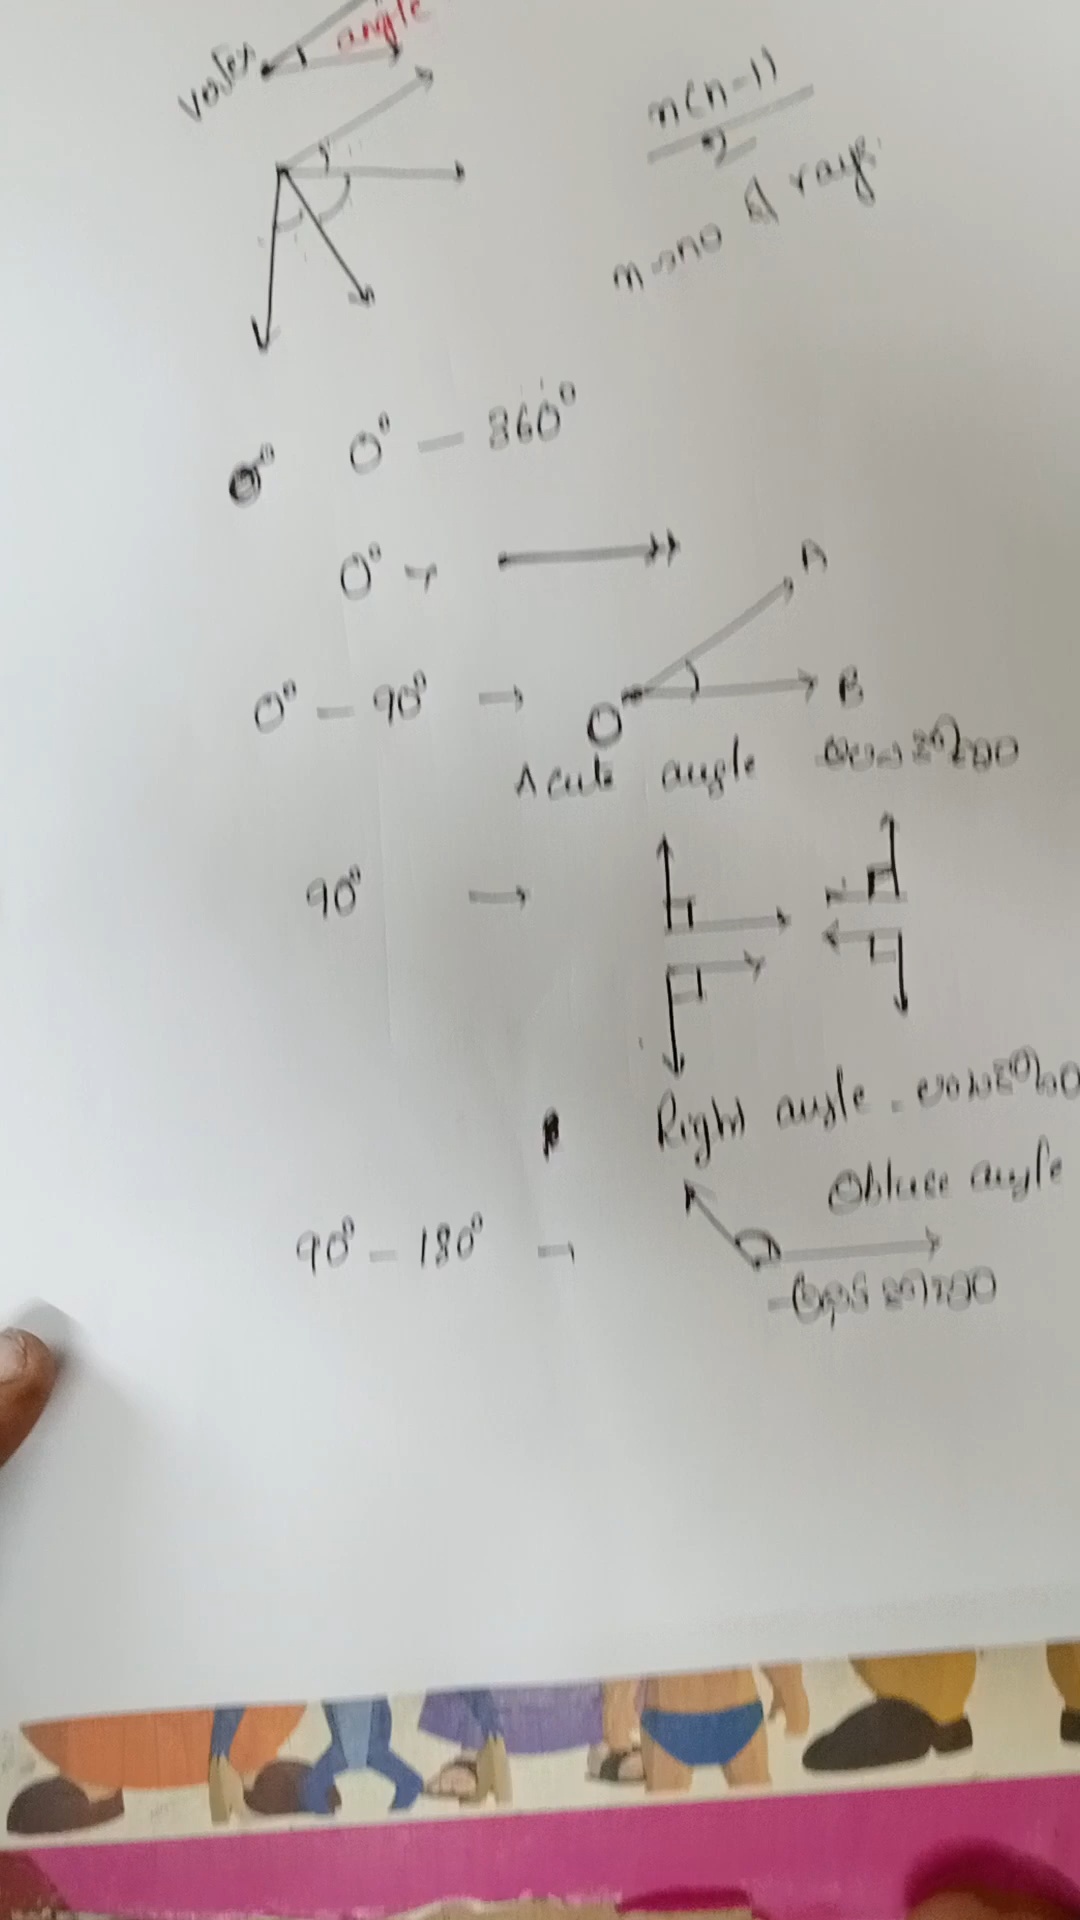 vertex
angle
n(n-1)
2
n → no of rays
0° 0° — 360°
0° →
A
0° — 90° → O B
Acute angle
90° →
Right angle -
Obtuse angle
90° — 180° →